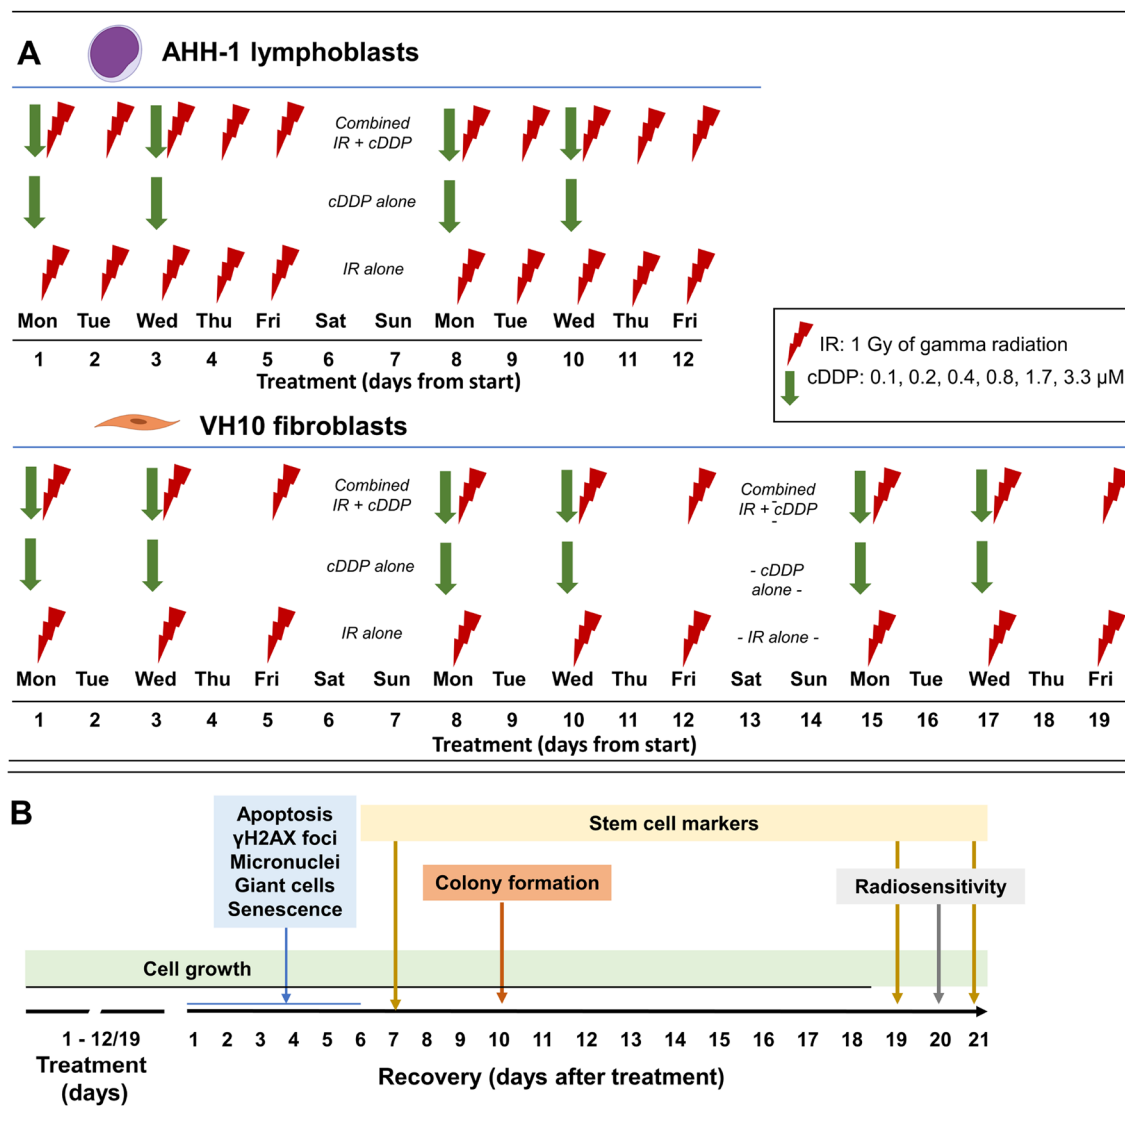 A
AHH-1 lymphoblasts
Combined
IR + cDDP
cDDP alone
IR alone
Mon Tue Wed Thu Fri Sat Sun Mon Tue Wed Thu Fri
1 2 3 4 5 6 7 8 9 10 11 12
Treatment (days from start)
IR: 1 Gy of gamma radiation
cDDP: 0.1, 0.2, 0.4, 0.8, 1.7, 3.3 µM
VH10 fibroblasts
Combined
IR + cDDP
Combined
-
IR + cDDP
-
cDDP alone
- cDDP
alone -
IR alone
- IR alone -
Mon Tue Wed Thu Fri Sat Sun Mon Tue Wed Thu Fri Sat Sun Mon Tue Wed Thu Fri
1 2 3 4 5 6 7 8 9 10 11 12 13 14 15 16 17 18 19
Treatment (days from start)
B
Apoptosis
γH2AX foci
Micronuclei
Giant cells
Senescence
Stem cell markers
Colony formation
Radiosensitivity
Cell growth
1 - 12/19
Treatment
(days)
1 2 3 4 5 6 7 8 9 10 11 12 13 14 15 16 17 18 19 20 21
Recovery (days after treatment)